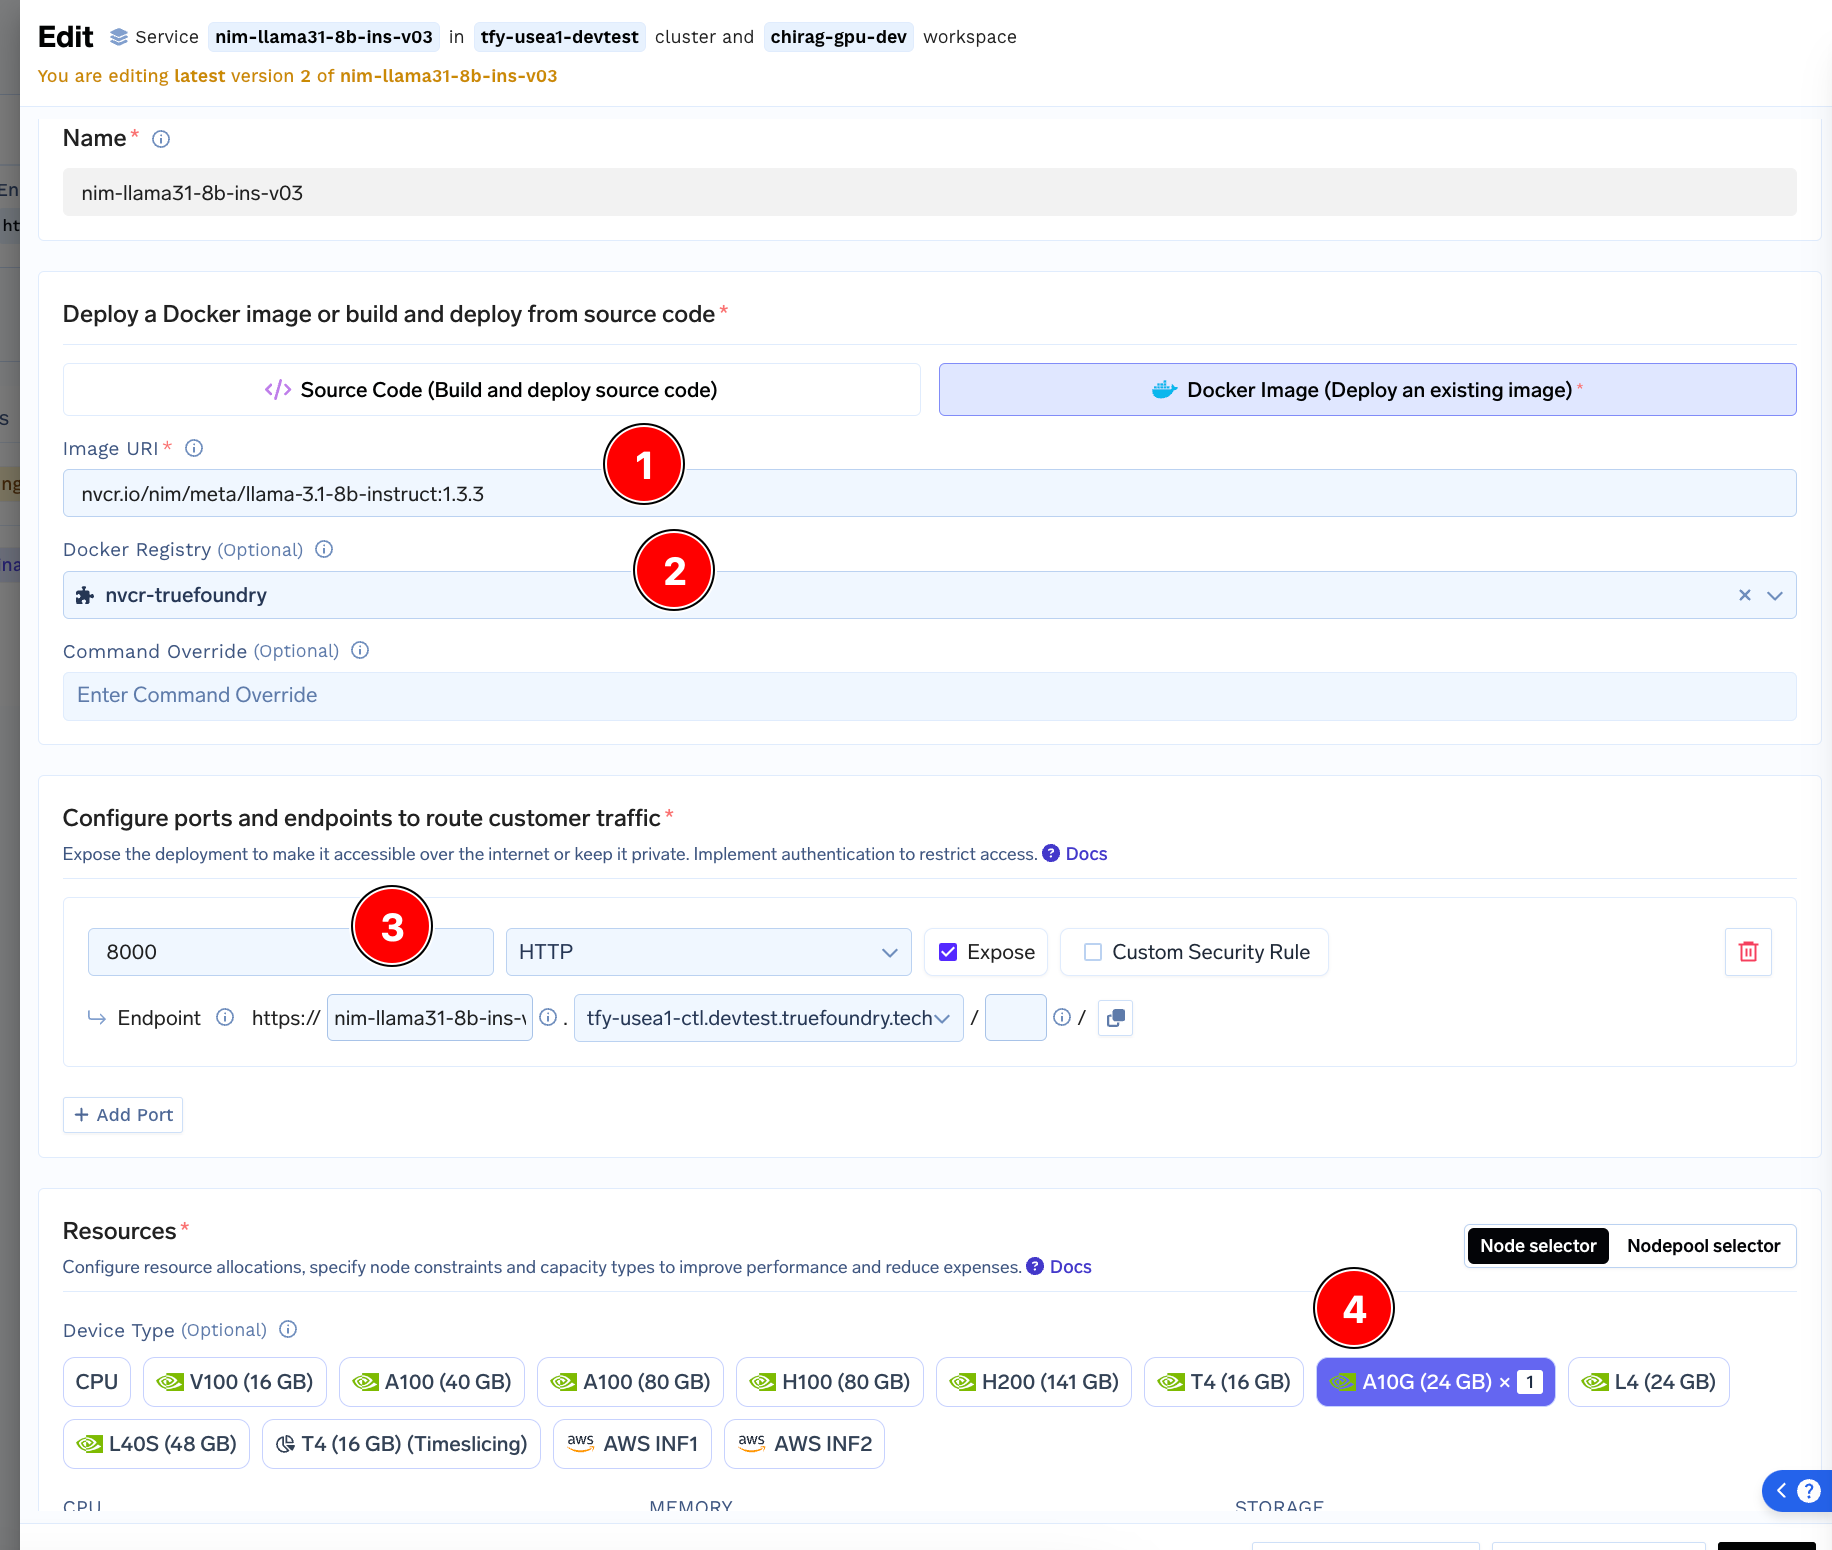 Edit Service nim-llama31-8b-ins-v03 in tfy-usea1-devtest cluster and chirag-gpu-dev workspace
You are editing latest version 2 of nim-llama31-8b-ins-v03
Name*
nim-llama31-8b-ins-v03
Deploy a Docker image or build and deploy from source code*
</> Source Code (Build and deploy source code)
Docker Image (Deploy an existing image)*
Image URI*
1
nvcr.io/nim/meta/llama-3.1-8b-instruct:1.3.3
Docker Registry (Optional)
2
nvcr-truefoundry
Command Override (Optional)
Enter Command Override
Configure ports and endpoints to route customer traffic*
Expose the deployment to make it accessible over the internet or keep it private. Implement authentication to restrict access. Docs
3
8000 HTTP Expose Custom Security Rule
Endpoint https:// nim-llama31-8b-ins- . tfy-usea1-ctl.devtest.truefoundry.tech / /
+ Add Port
Resources*
Node selector Nodepool selector
Configure resource allocations, specify node constraints and capacity types to improve performance and reduce expenses. Docs
4
Device Type (Optional)
CPU V100 (16 GB) A100 (40 GB) A100 (80 GB) H100 (80 GB) H200 (141 GB) T4 (16 GB) A10G (24 GB) × 1 L4 (24 GB)
L40S (48 GB) T4 (16 GB) (Timeslicing) aws AWS INF1 aws AWS INF2
CPU MEMORY STORAGE